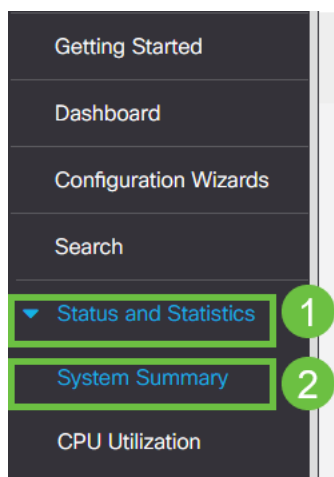 Getting Started
Dashboard
Configuration Wizards
Search
Status and Statistics 1
System Summary 2
CPU Utilization